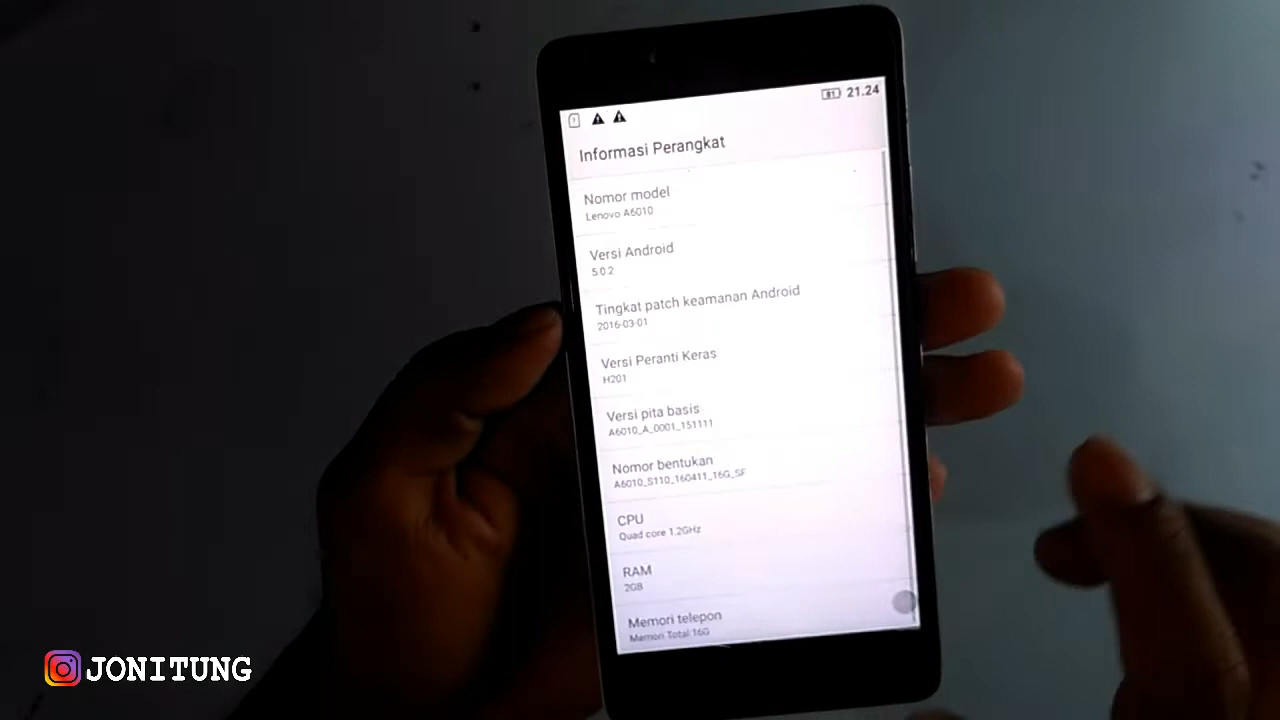 81 21.24
Informasi Perangkat
Nomor model
Lenovo A6010
Versi Android
5.0.2
Tingkat patch keamanan Android
2016-03-01
Versi Peranti Keras
H201
Versi pita basis
A6010_A_0001_151111
Nomor bentukan
A6010_S110_160411_16G_SF
CPU
Quad core 1.2GHz
RAM
2GB
Memori telepon
Memori Total:16G
JONITUNG